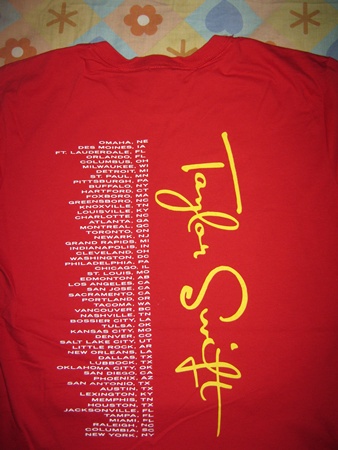 OMAHA, NE
DES MOINES, IA
FT. LAUDERDALE, FL
ORLANDO, FL
COLUMBUS, OH
MILWAUKEE, WI
DETROIT, MI
ST. PAUL, MN
PITTSBURGH, PA
BUFFALO, NY
HARTFORD, CT
FOXBORO, MA
GREENSBORO, NC
KNOXVILLE, TN
LOUISVILLE, KY
CHARLOTTE, NC
ATLANTA, GA
MONTREAL, QC
TORONTO, ON
NEWARK, NJ
GRAND RAPIDS, MI
INDIANAPOLIS, IN
CLEVELAND, OH
WASHINGTON, DC
PHILADELPHIA, PA
CHICAGO, IL
ST. LOUIS, MO
EDMONTON, AB
LOS ANGELES, CA
SAN JOSE, CA
SACRAMENTO, CA
PORTLAND, OR
TACOMA, WA
VANCOUVER, BC
NASHVILLE, TN
BOSSIER CITY, LA
TULSA, OK
KANSAS CITY, MO
DENVER, CO
SALT LAKE CITY, UT
LITTLE ROCK, AR
NEW ORLEANS, LA
DALLAS, TX
LUBBOCK, TX
OKLAHOMA CITY, OK
SAN DIEGO, CA
PHOENIX, AZ
SAN ANTONIO, TX
AUSTIN, TX
LEXINGTON, KY
MEMPHIS, TN
HOUSTON, TX
JACKSONVILLE, FL
TAMPA, FL
MIAMI, FL
RALEIGH, NC
COLUMBIA, SC
NEW YORK, NY
Taylor Swift